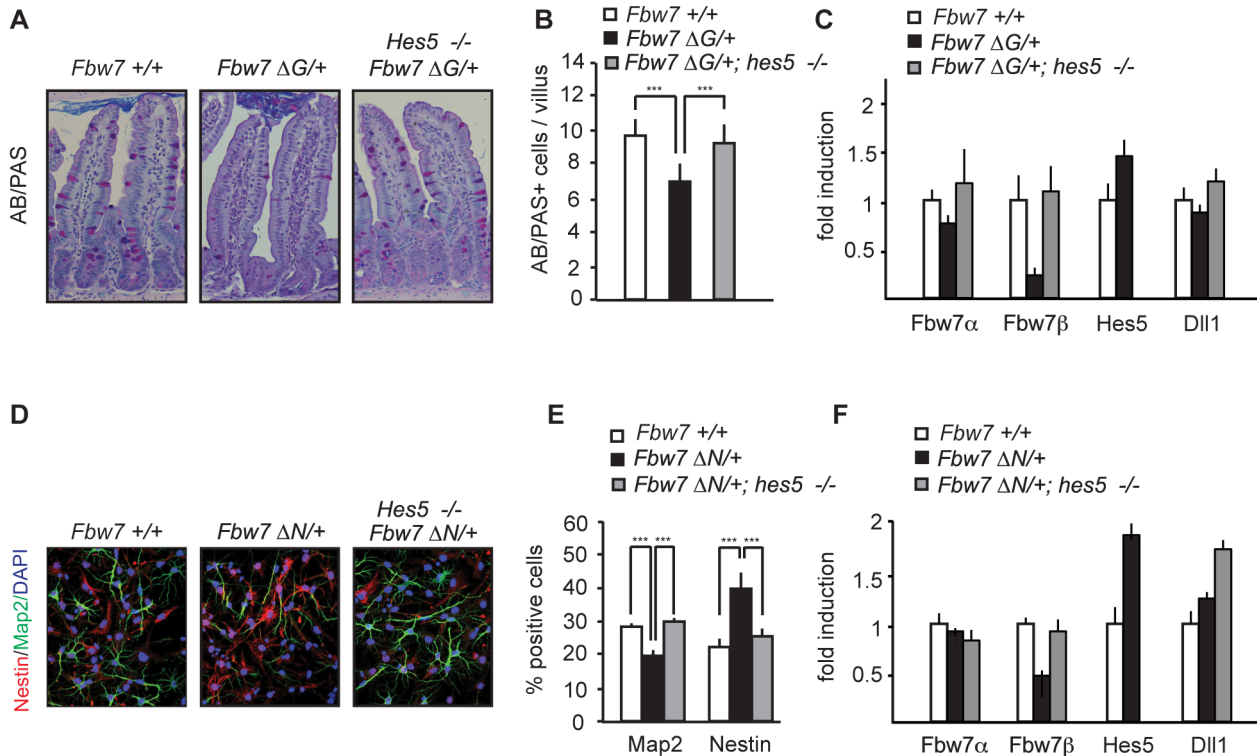 A
Fbw7 +/+
Fbw7 ΔG/+
Hes5 -/-
Fbw7 ΔG/+
AB/PAS
B
Fbw7 +/+
Fbw7 ΔG/+
Fbw7 ΔG/+; hes5 -/-
AB/PAS+ cells / villus
14
12
10
8
6
4
2
0
***
***
C
Fbw7 +/+
Fbw7 ΔG/+
Fbw7 ΔG/+; hes5 -/-
fold induction
2
1.5
1
0.5
Fbw7α
Fbw7β
Hes5
Dll1
D
Fbw7 +/+
Fbw7 ΔN/+
Hes5 -/-
Fbw7 ΔN/+
Nestin/Map2/DAPI
E
Fbw7 +/+
Fbw7 ΔN/+
Fbw7 ΔN/+; hes5 -/-
% positive cells
60
50
40
30
20
10
0
*** ***
*** ***
Map2
Nestin
F
Fbw7 +/+
Fbw7 ΔN/+
Fbw7 ΔN/+; hes5 -/-
fold induction
2
1.5
1
0.5
Fbw7α
Fbw7β
Hes5
Dll1